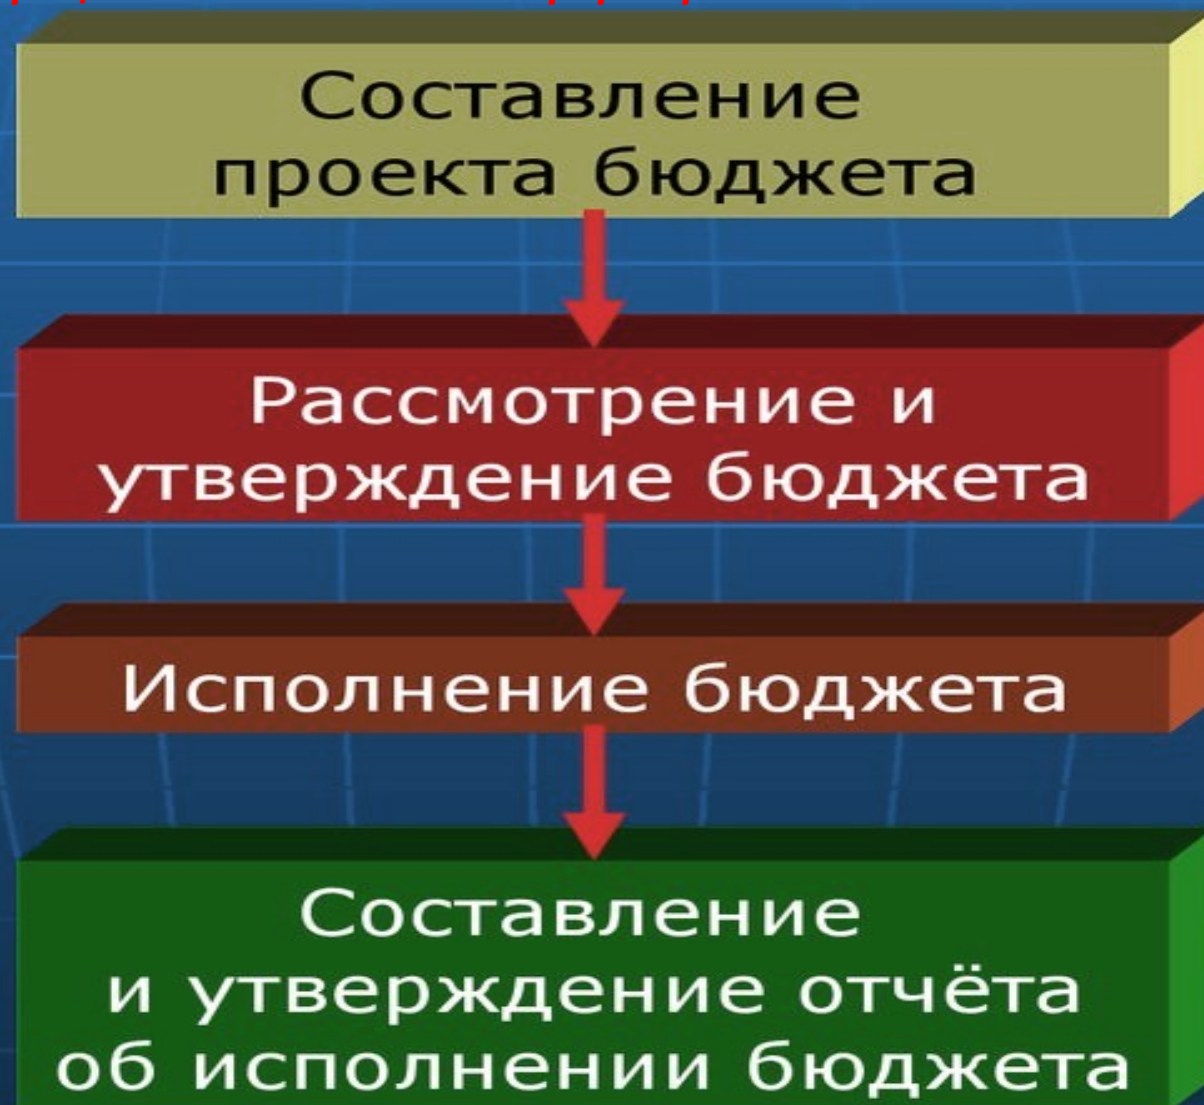 Составление
проекта бюджета
Рассмотрение и
утверждение бюджета
Исполнение бюджета
Составление
и утверждение отчёта
об исполнении бюджета